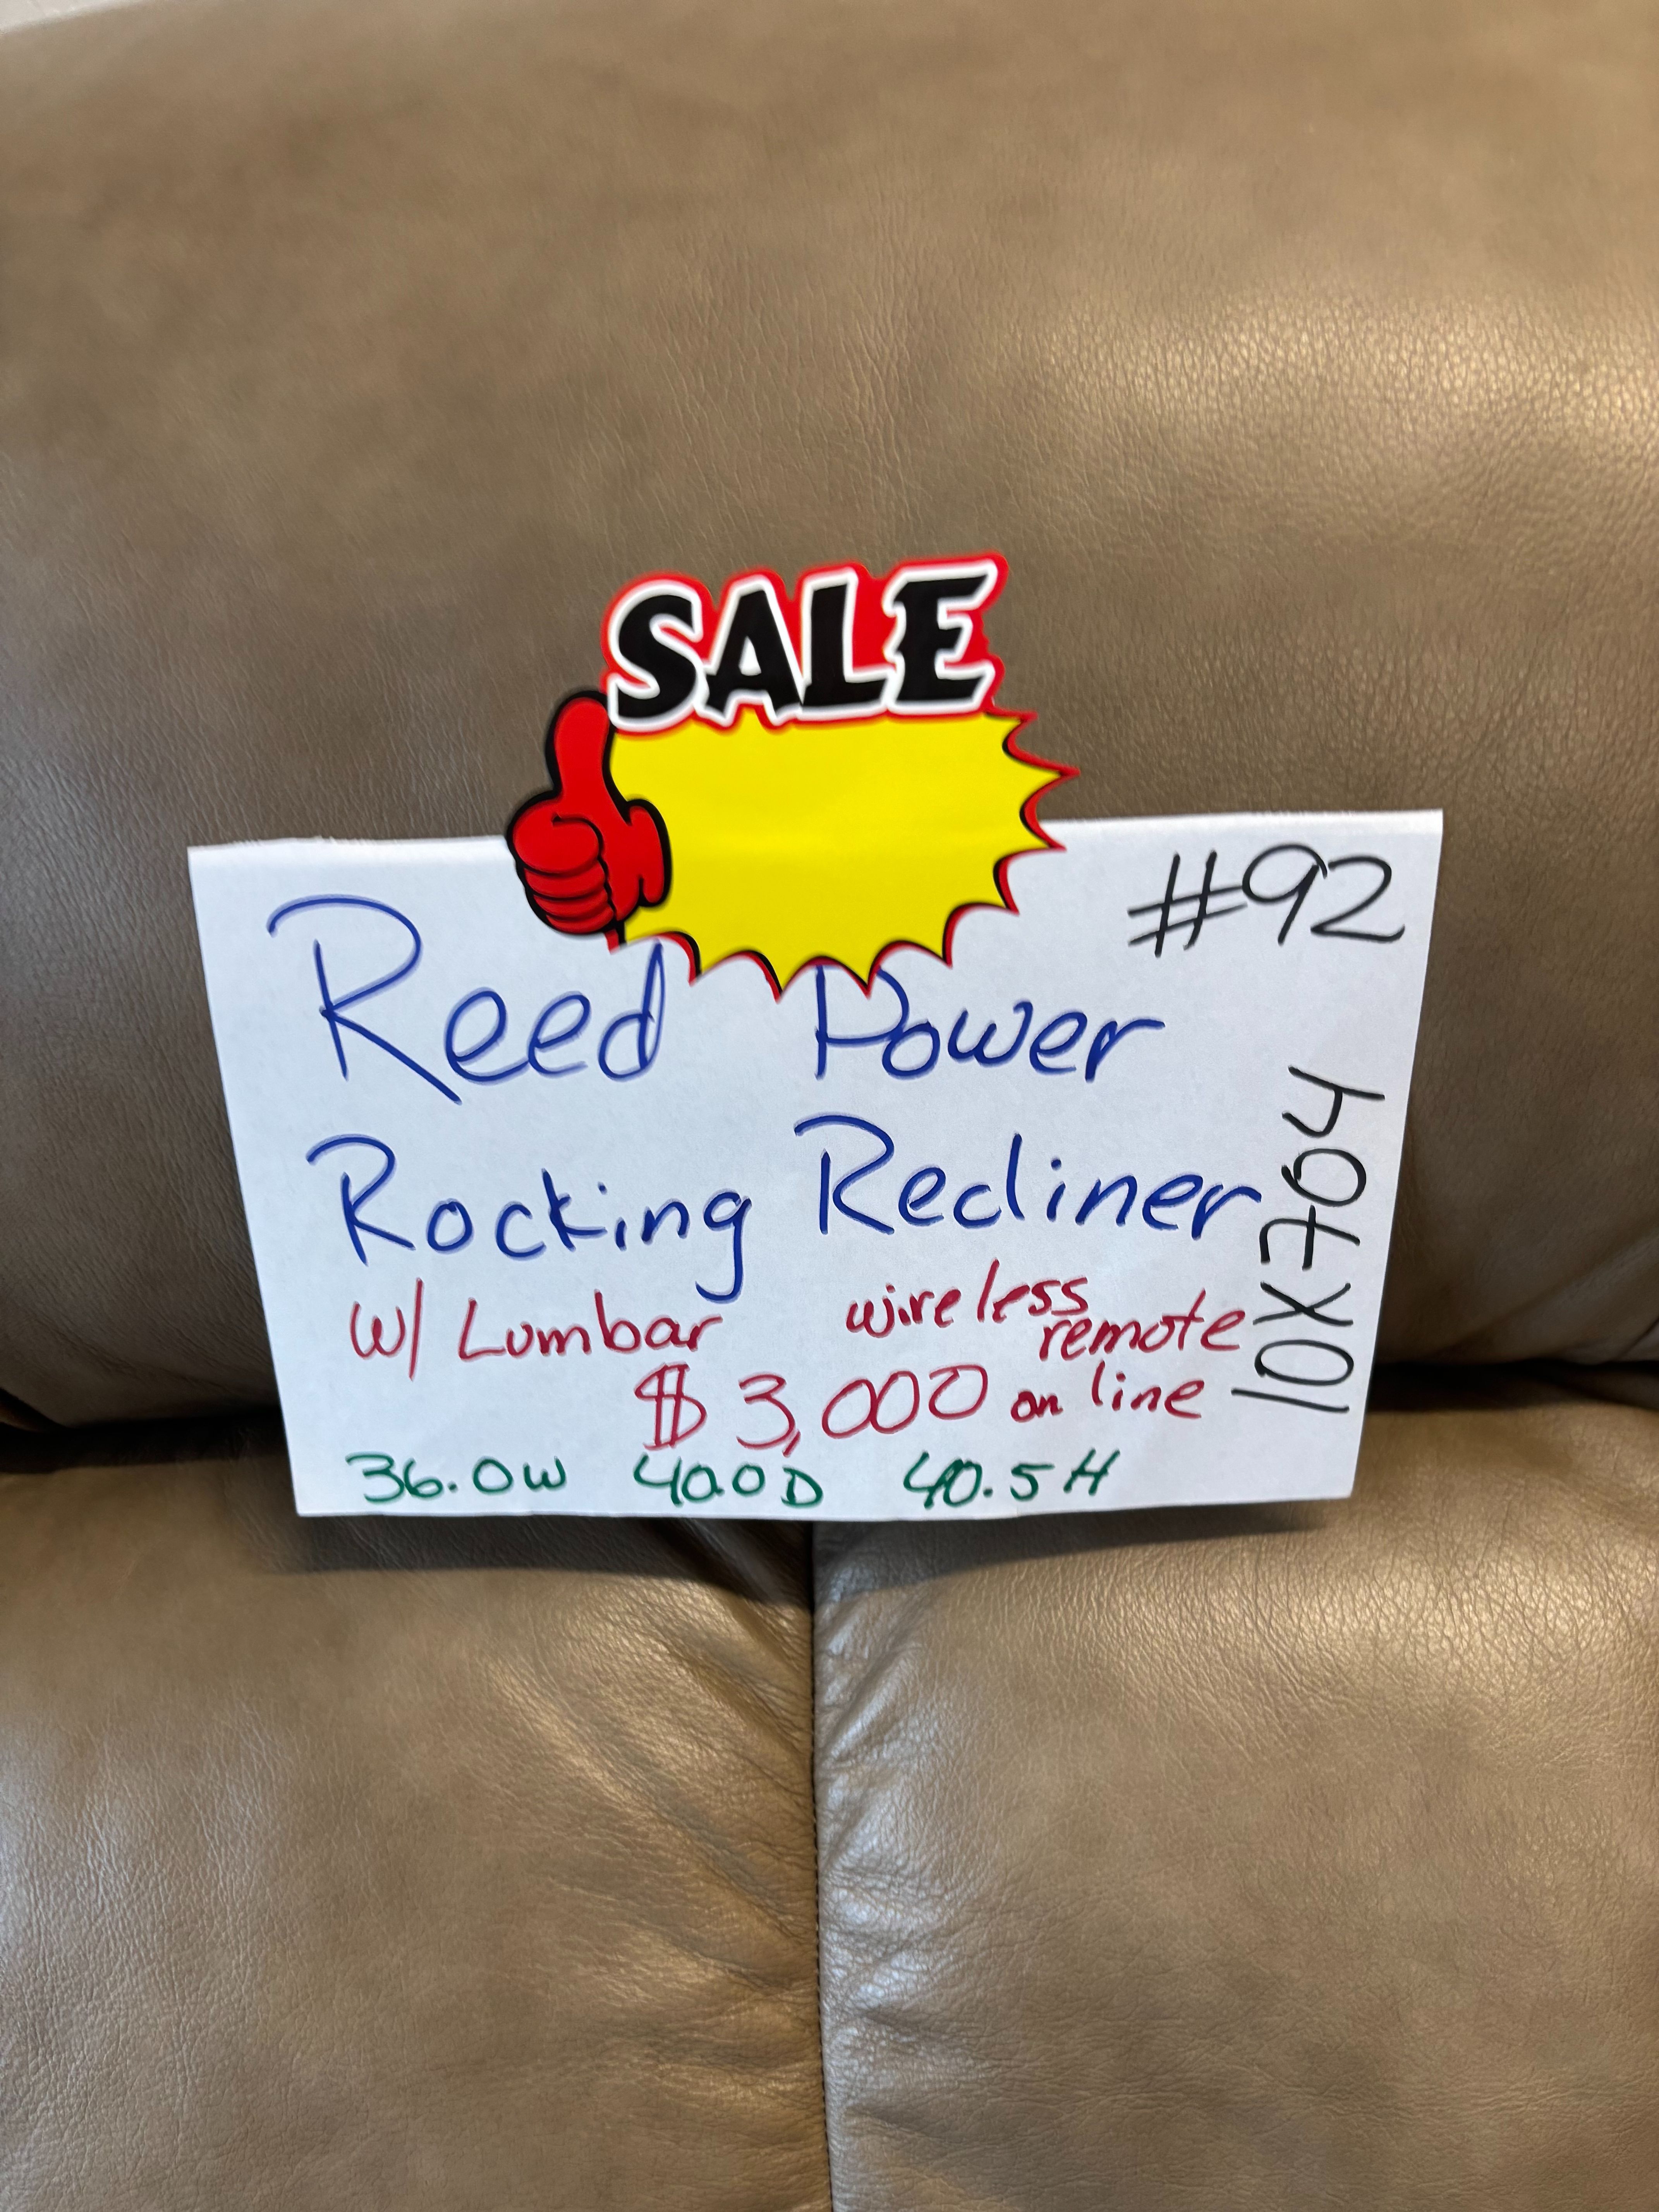 SALE
#92
Reed Power
Rocking Recliner
W/ Lumbar wireless remote
$3,000 on line
36.0W 40.0D 40.5H
10X704